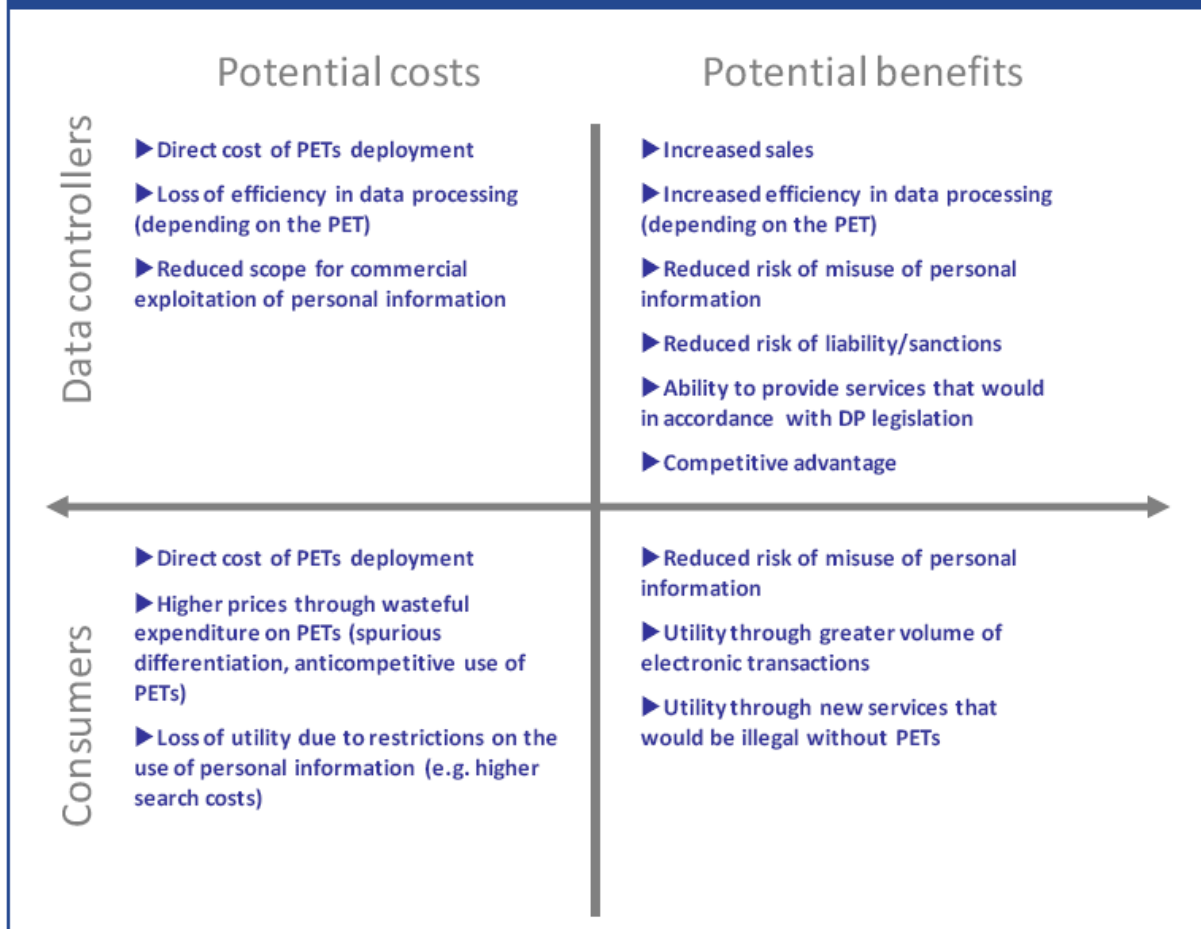 Potential costs
Potential benefits
Data controllers
▶Direct cost of PETs deployment
▶Loss of efficiency in data processing
(depending on the PET)
▶Reduced scope for commercial
exploitation of personal information
▶Increased sales
▶Increased efficiency in data processing
(depending on the PET)
▶Reduced risk of misuse of personal
information
▶Reduced risk of liability/sanctions
▶Ability to provide services that would
in accordance with DP legislation
▶Competitive advantage
Consumers
▶Direct cost of PETs deployment
▶Higher prices through wasteful
expenditure on PETs (spurious
differentiation, anticompetitive use of
PETs)
▶Loss of utility due to restrictions on the
use of personal information (e.g. higher
search costs)
▶Reduced risk of misuse of personal
information
▶Utility through greater volume of
electronic transactions
▶Utility through new services that
would be illegal without PETs